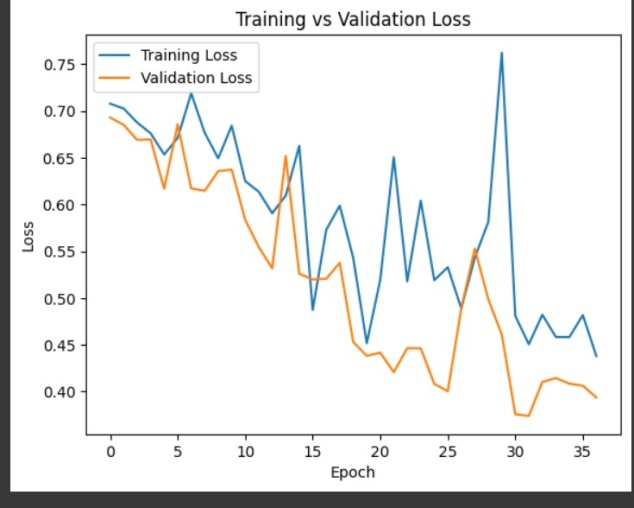 Training vs Validation Loss
Training Loss
Validation Loss
0.75
0.70
0.65
0.60
0.55
0.50
0.45
0.40
Loss
0 5 10 15 20 25 30 35
Epoch